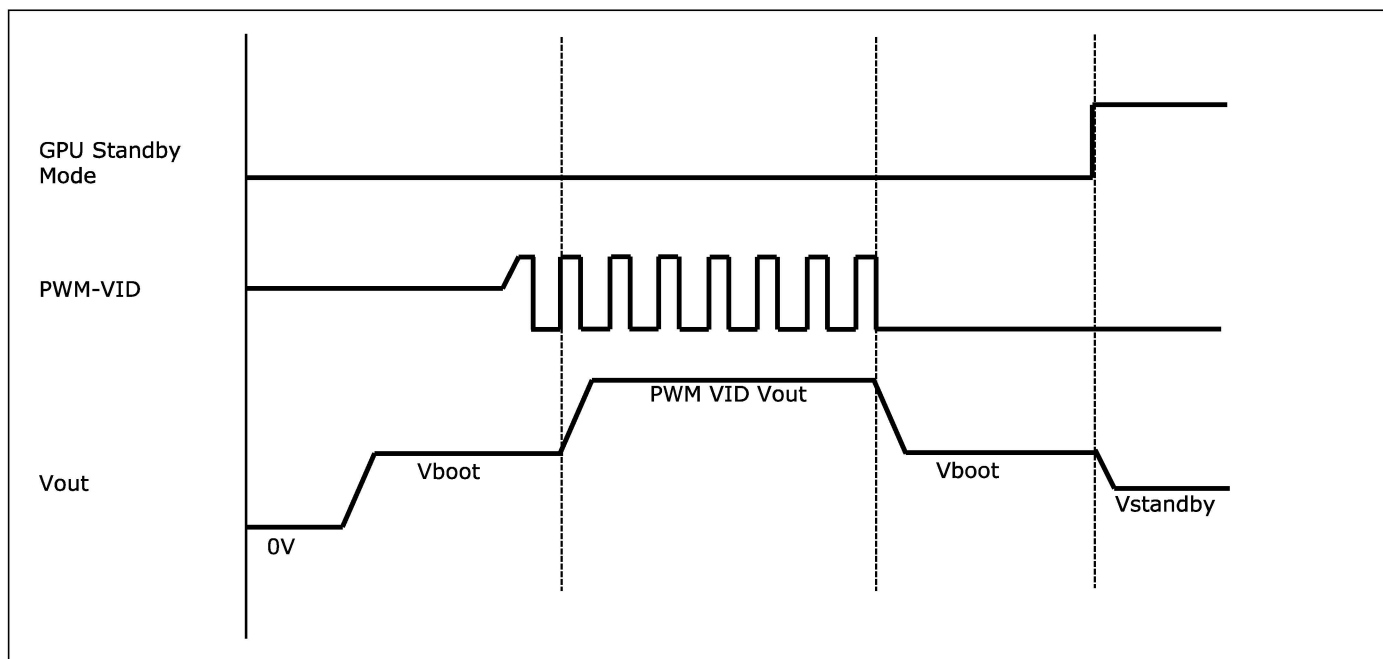 GPU Standby
Mode
PWM-VID
PWM VID Vout
Vboot
Vboot
Vout
Vstandby
0V